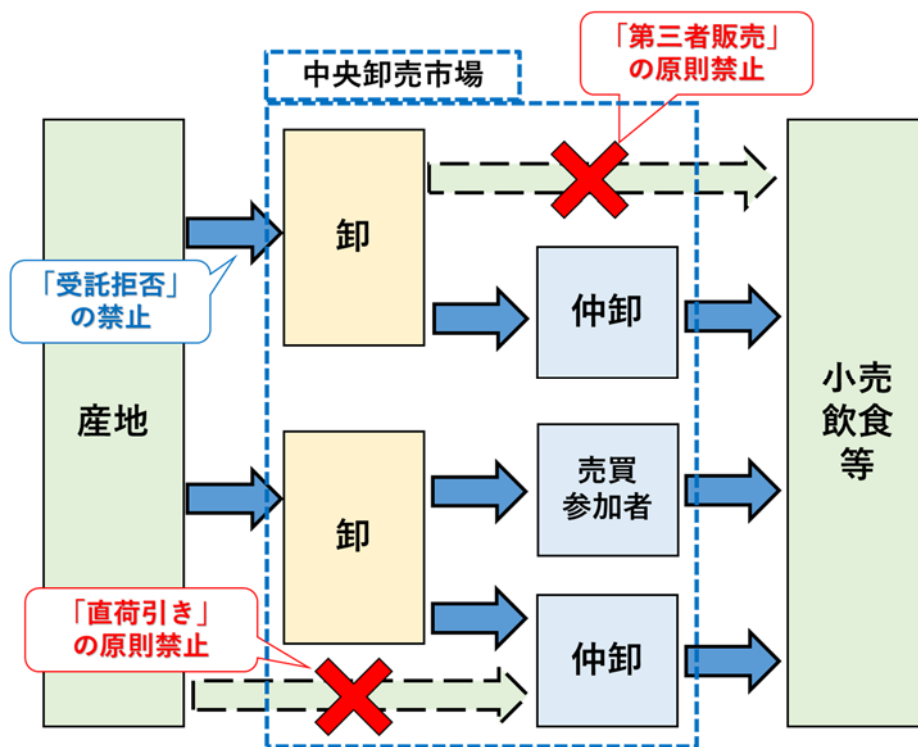 「第三者販売」
の原則禁止
中央卸売市場
卸
「受託拒否」
の禁止
仲卸
産地
小売
飲食
等
売買
参加者
卸
「直荷引き」
の原則禁止
仲卸